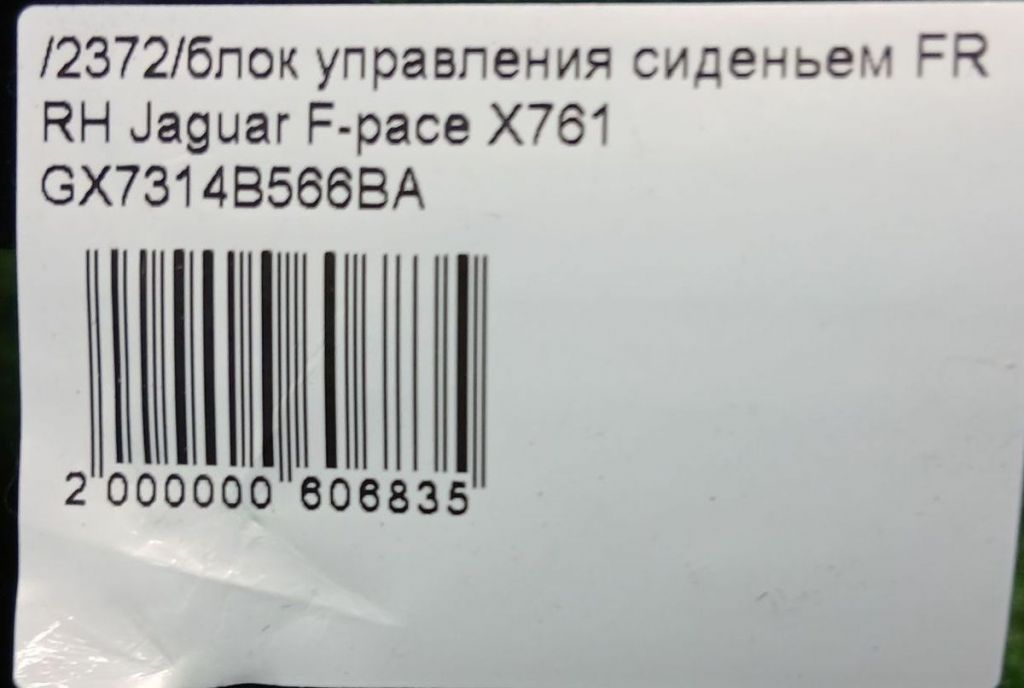 /2372/блок управления сиденьем FR
RH Jaguar F-pace X761
GX7314B566BA
2 000000 606835